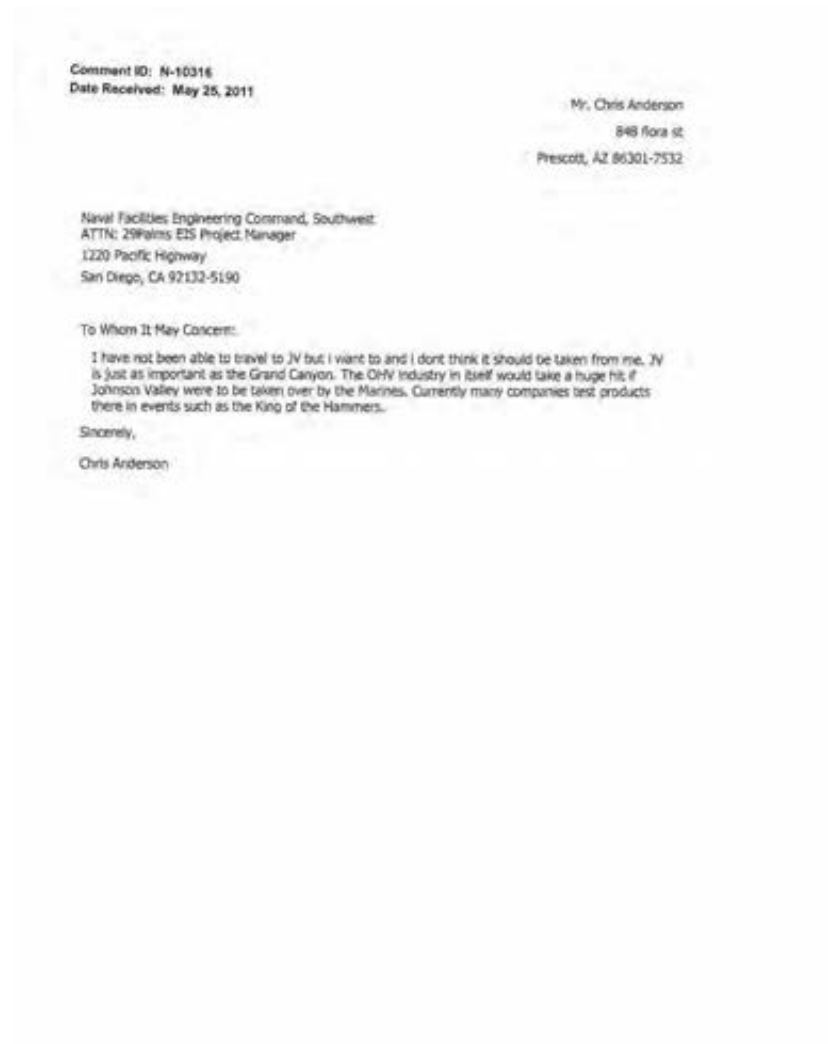 Comment ID: N-10316
Date Received: May 25, 2011
Mr. Chris Anderson
848 flora st
Prescott, AZ 86301-7532
Naval Facilities Engineering Command, Southwest
ATTN: 29Palms EIS Project Manager
1220 Pacific Highway
San Diego, CA 92132-5190
To Whom It May Concern:
I have not been able to travel to JV but i want to and i dont think it should be taken from me. JV
is just as important as the Grand Canyon. The OHV industry in itself would take a huge hit if
Johnson Valley were to be taken over by the Marines. Currently many companies test products
there in events such as the King of the Hammers.
Sincerely,
Chris Anderson